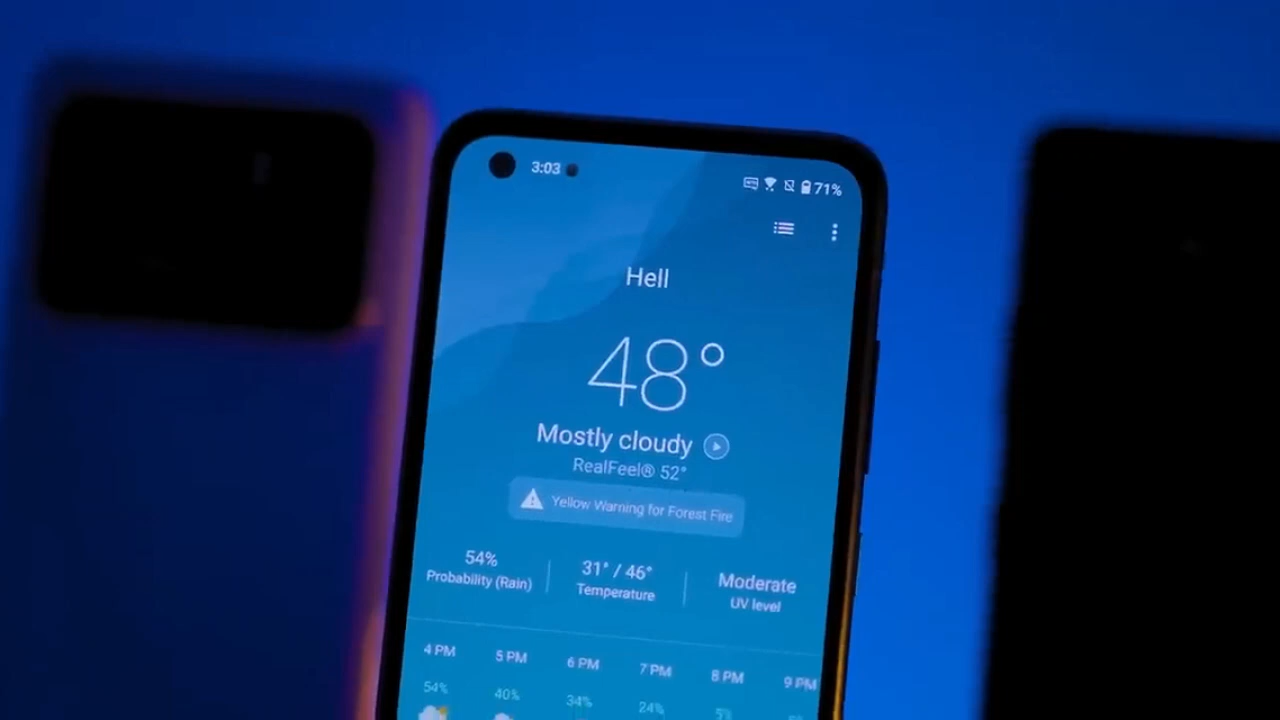 3:03
71%
Hell
48°
Mostly cloudy
RealFeel® 52°
Yellow Warning for Forest Fire
54%
Probability (Rain)
31° / 46°
Temperature
Moderate
UV level
4 PM 5 PM 6 PM 7 PM 8 PM 9 PM
54% 40% 34% 24%